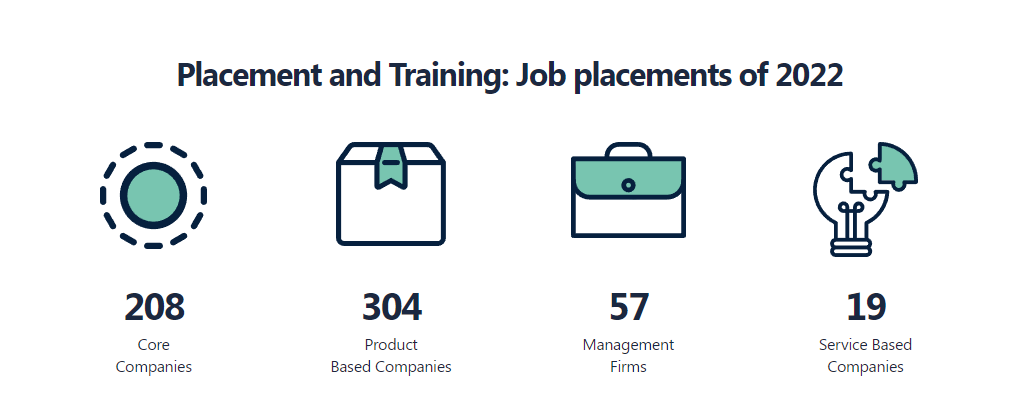 Placement and Training: Job placements of 2022
208
Core
Companies
304
Product
Based Companies
57
Management
Firms
19
Service Based
Companies